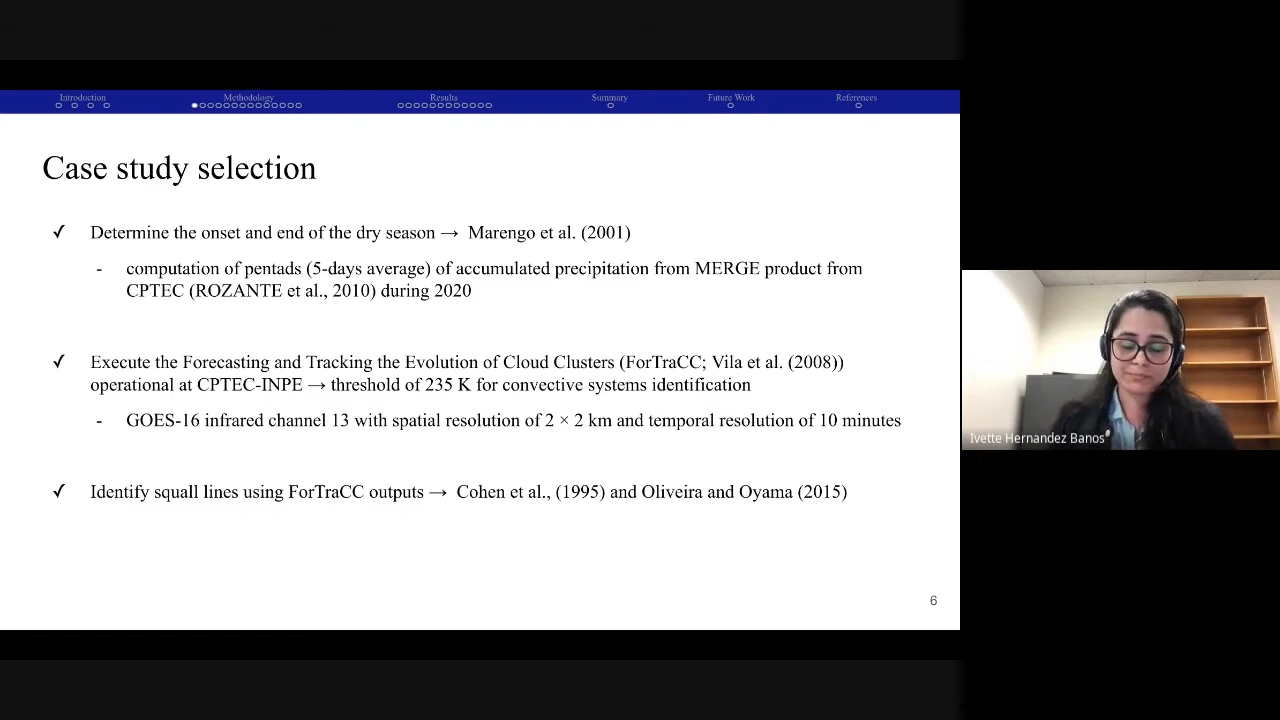 Introduction
Methodology
Results
Summary
Future Work
References
Case study selection
✓ Determine the onset and end of the dry season → Marengo et al. (2001)
- computation of pentads (5-days average) of accumulated precipitation from MERGE product from
CPTEC (ROZANTE et al., 2010) during 2020
✓ Execute the Forecasting and Tracking the Evolution of Cloud Clusters (ForTraCC; Vila et al. (2008))
operational at CPTEC-INPE → threshold of 235 K for convective systems identification
- GOES-16 infrared channel 13 with spatial resolution of 2 × 2 km and temporal resolution of 10 minutes
✓ Identify squall lines using ForTraCC outputs → Cohen et al., (1995) and Oliveira and Oyama (2015)
6
Ivette Hernandez Banos